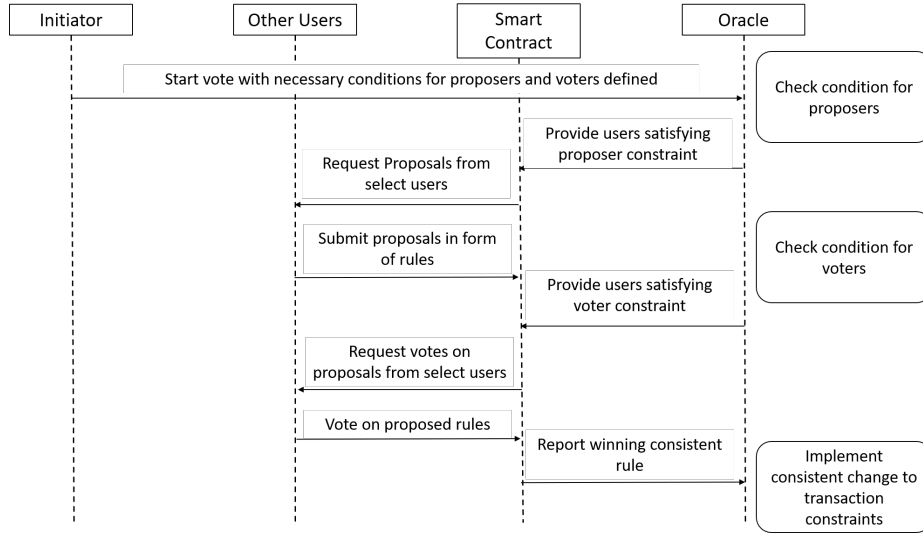 Initiator
Other Users
Smart
Contract
Oracle
Start vote with necessary conditions for proposers and voters defined
Check condition for
proposers
Provide users satisfying
proposer constraint
Request Proposals from
select users
Submit proposals in form
of rules
Check condition for
voters
Provide users satisfying
voter constraint
Request votes on
proposals from select users
Vote on proposed rules
Report winning consistent
rule
Implement
consistent change to
transaction
constraints